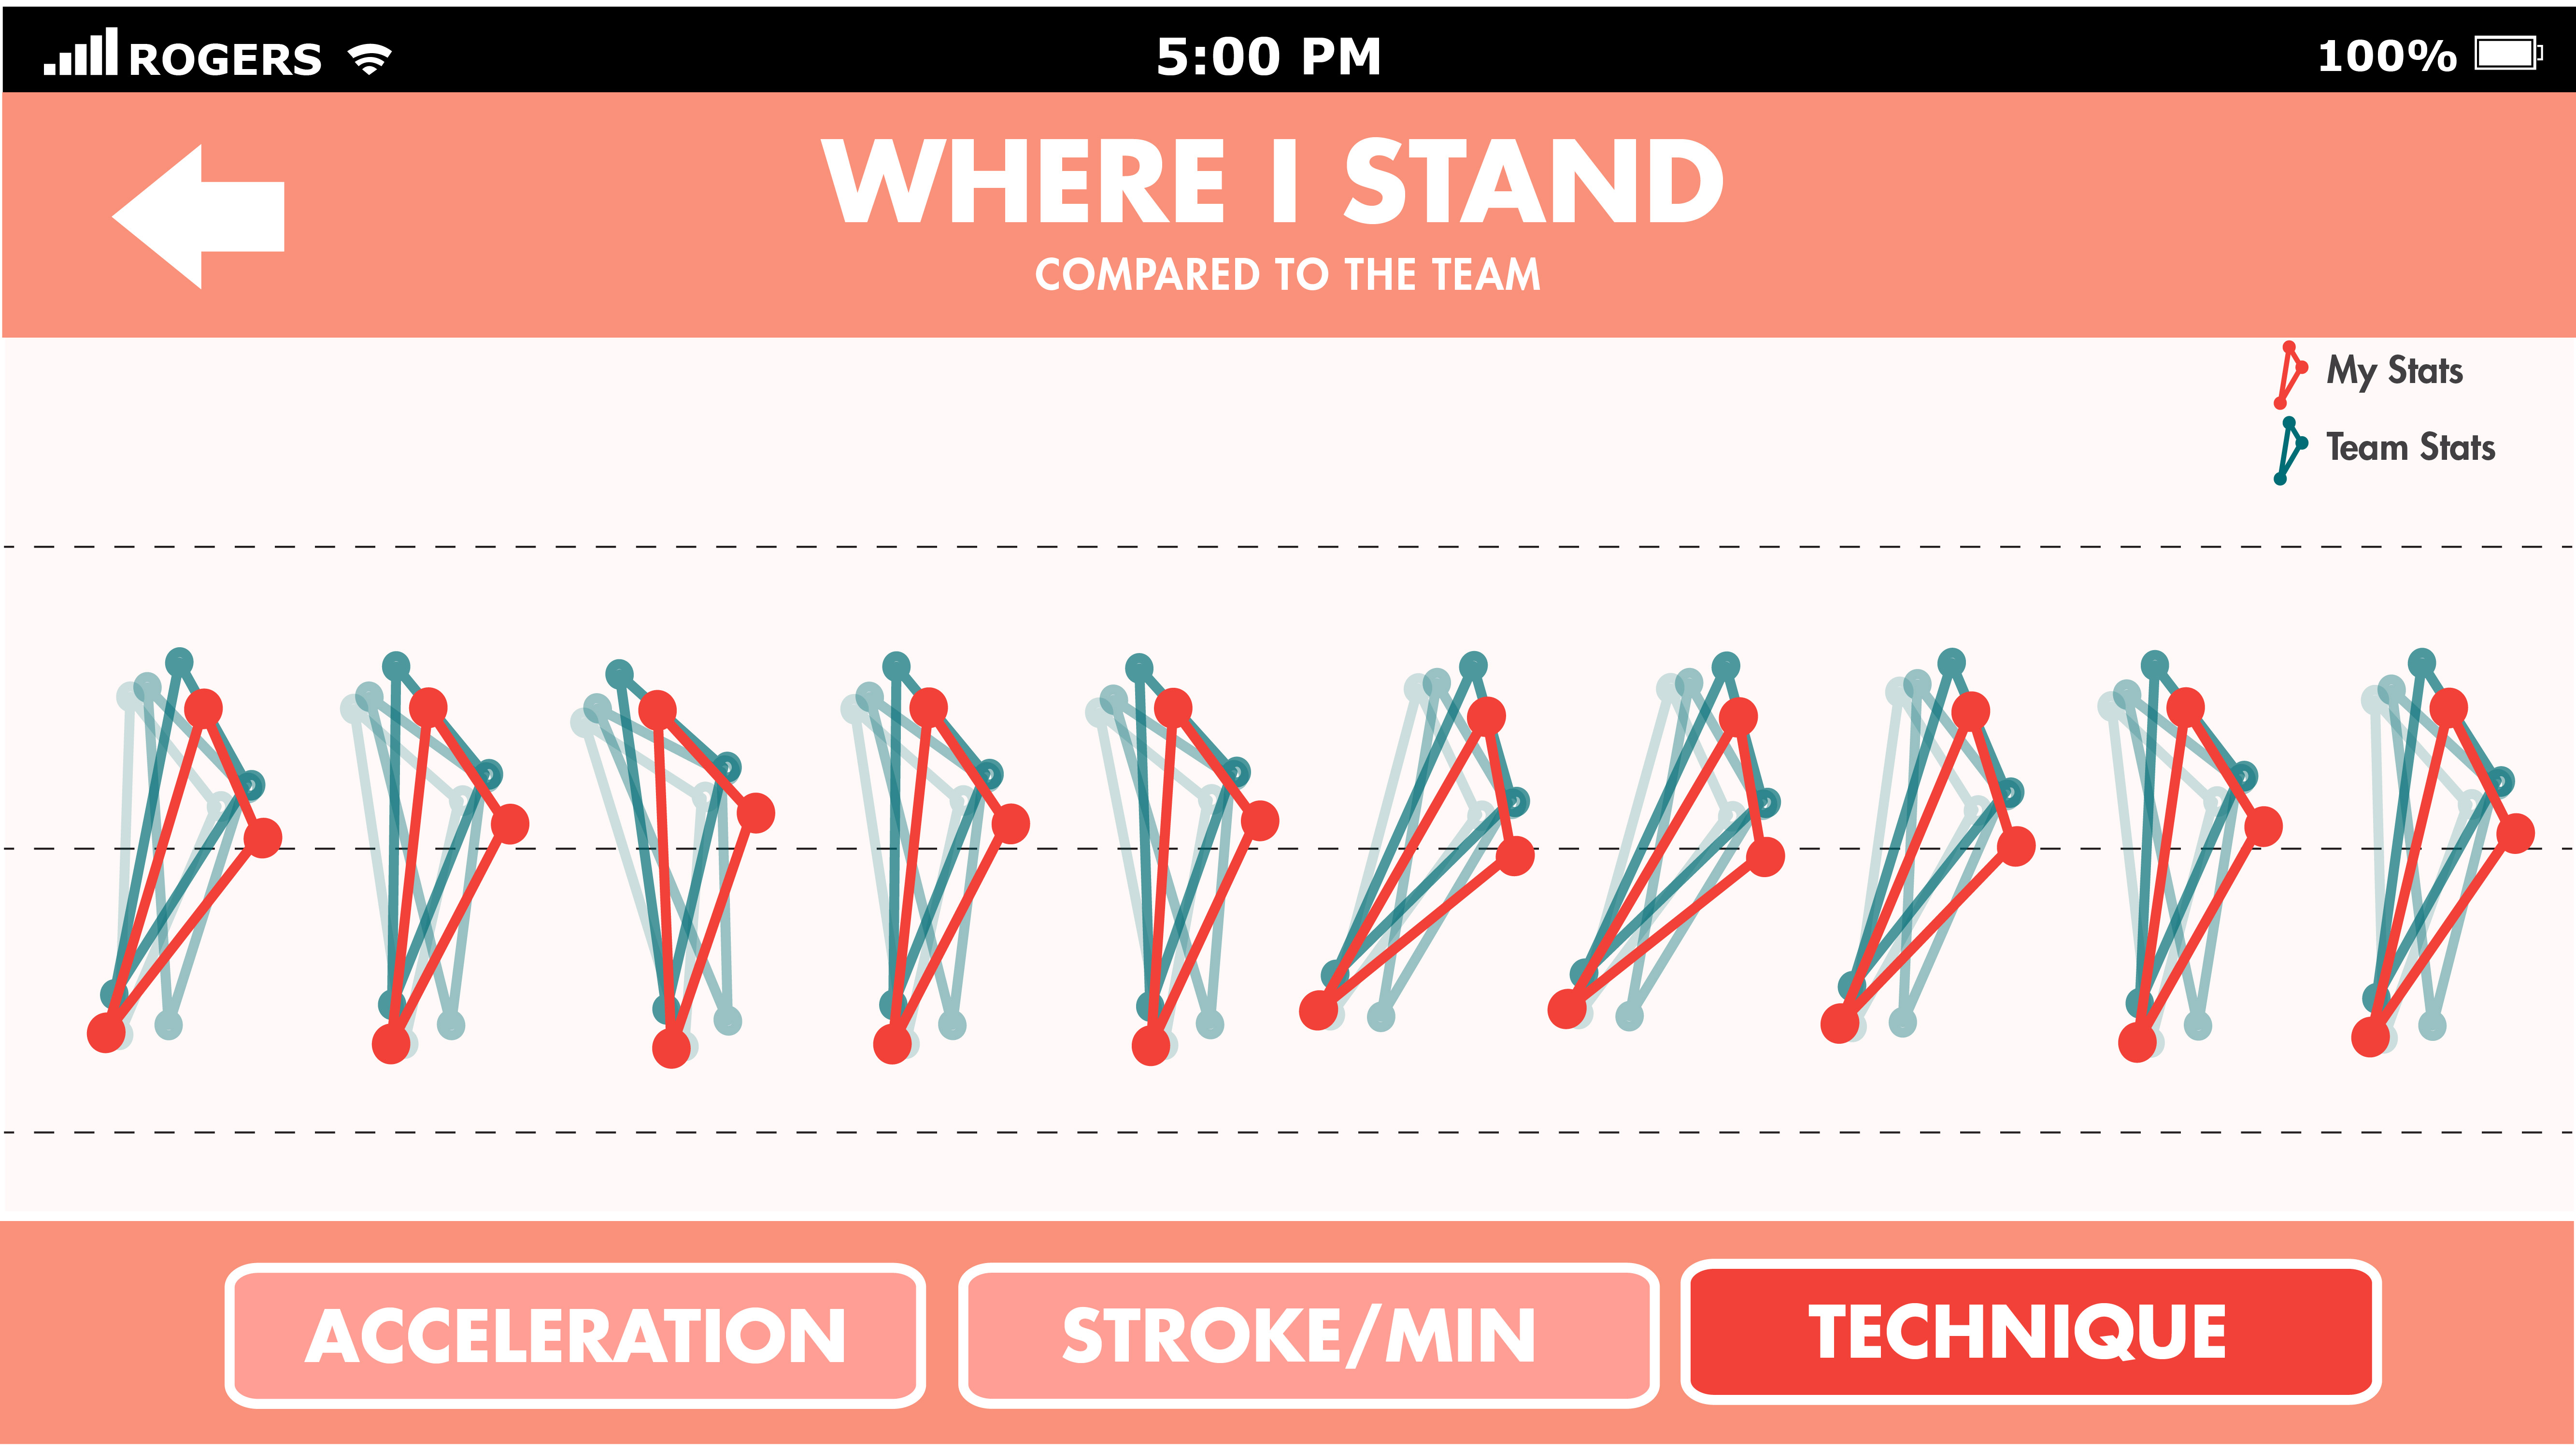 ROGERS 5:00 PM 100%
WHERE I STAND
COMPARED TO THE TEAM
My Stats
Team Stats
ACCELERATION STROKE/MIN TECHNIQUE